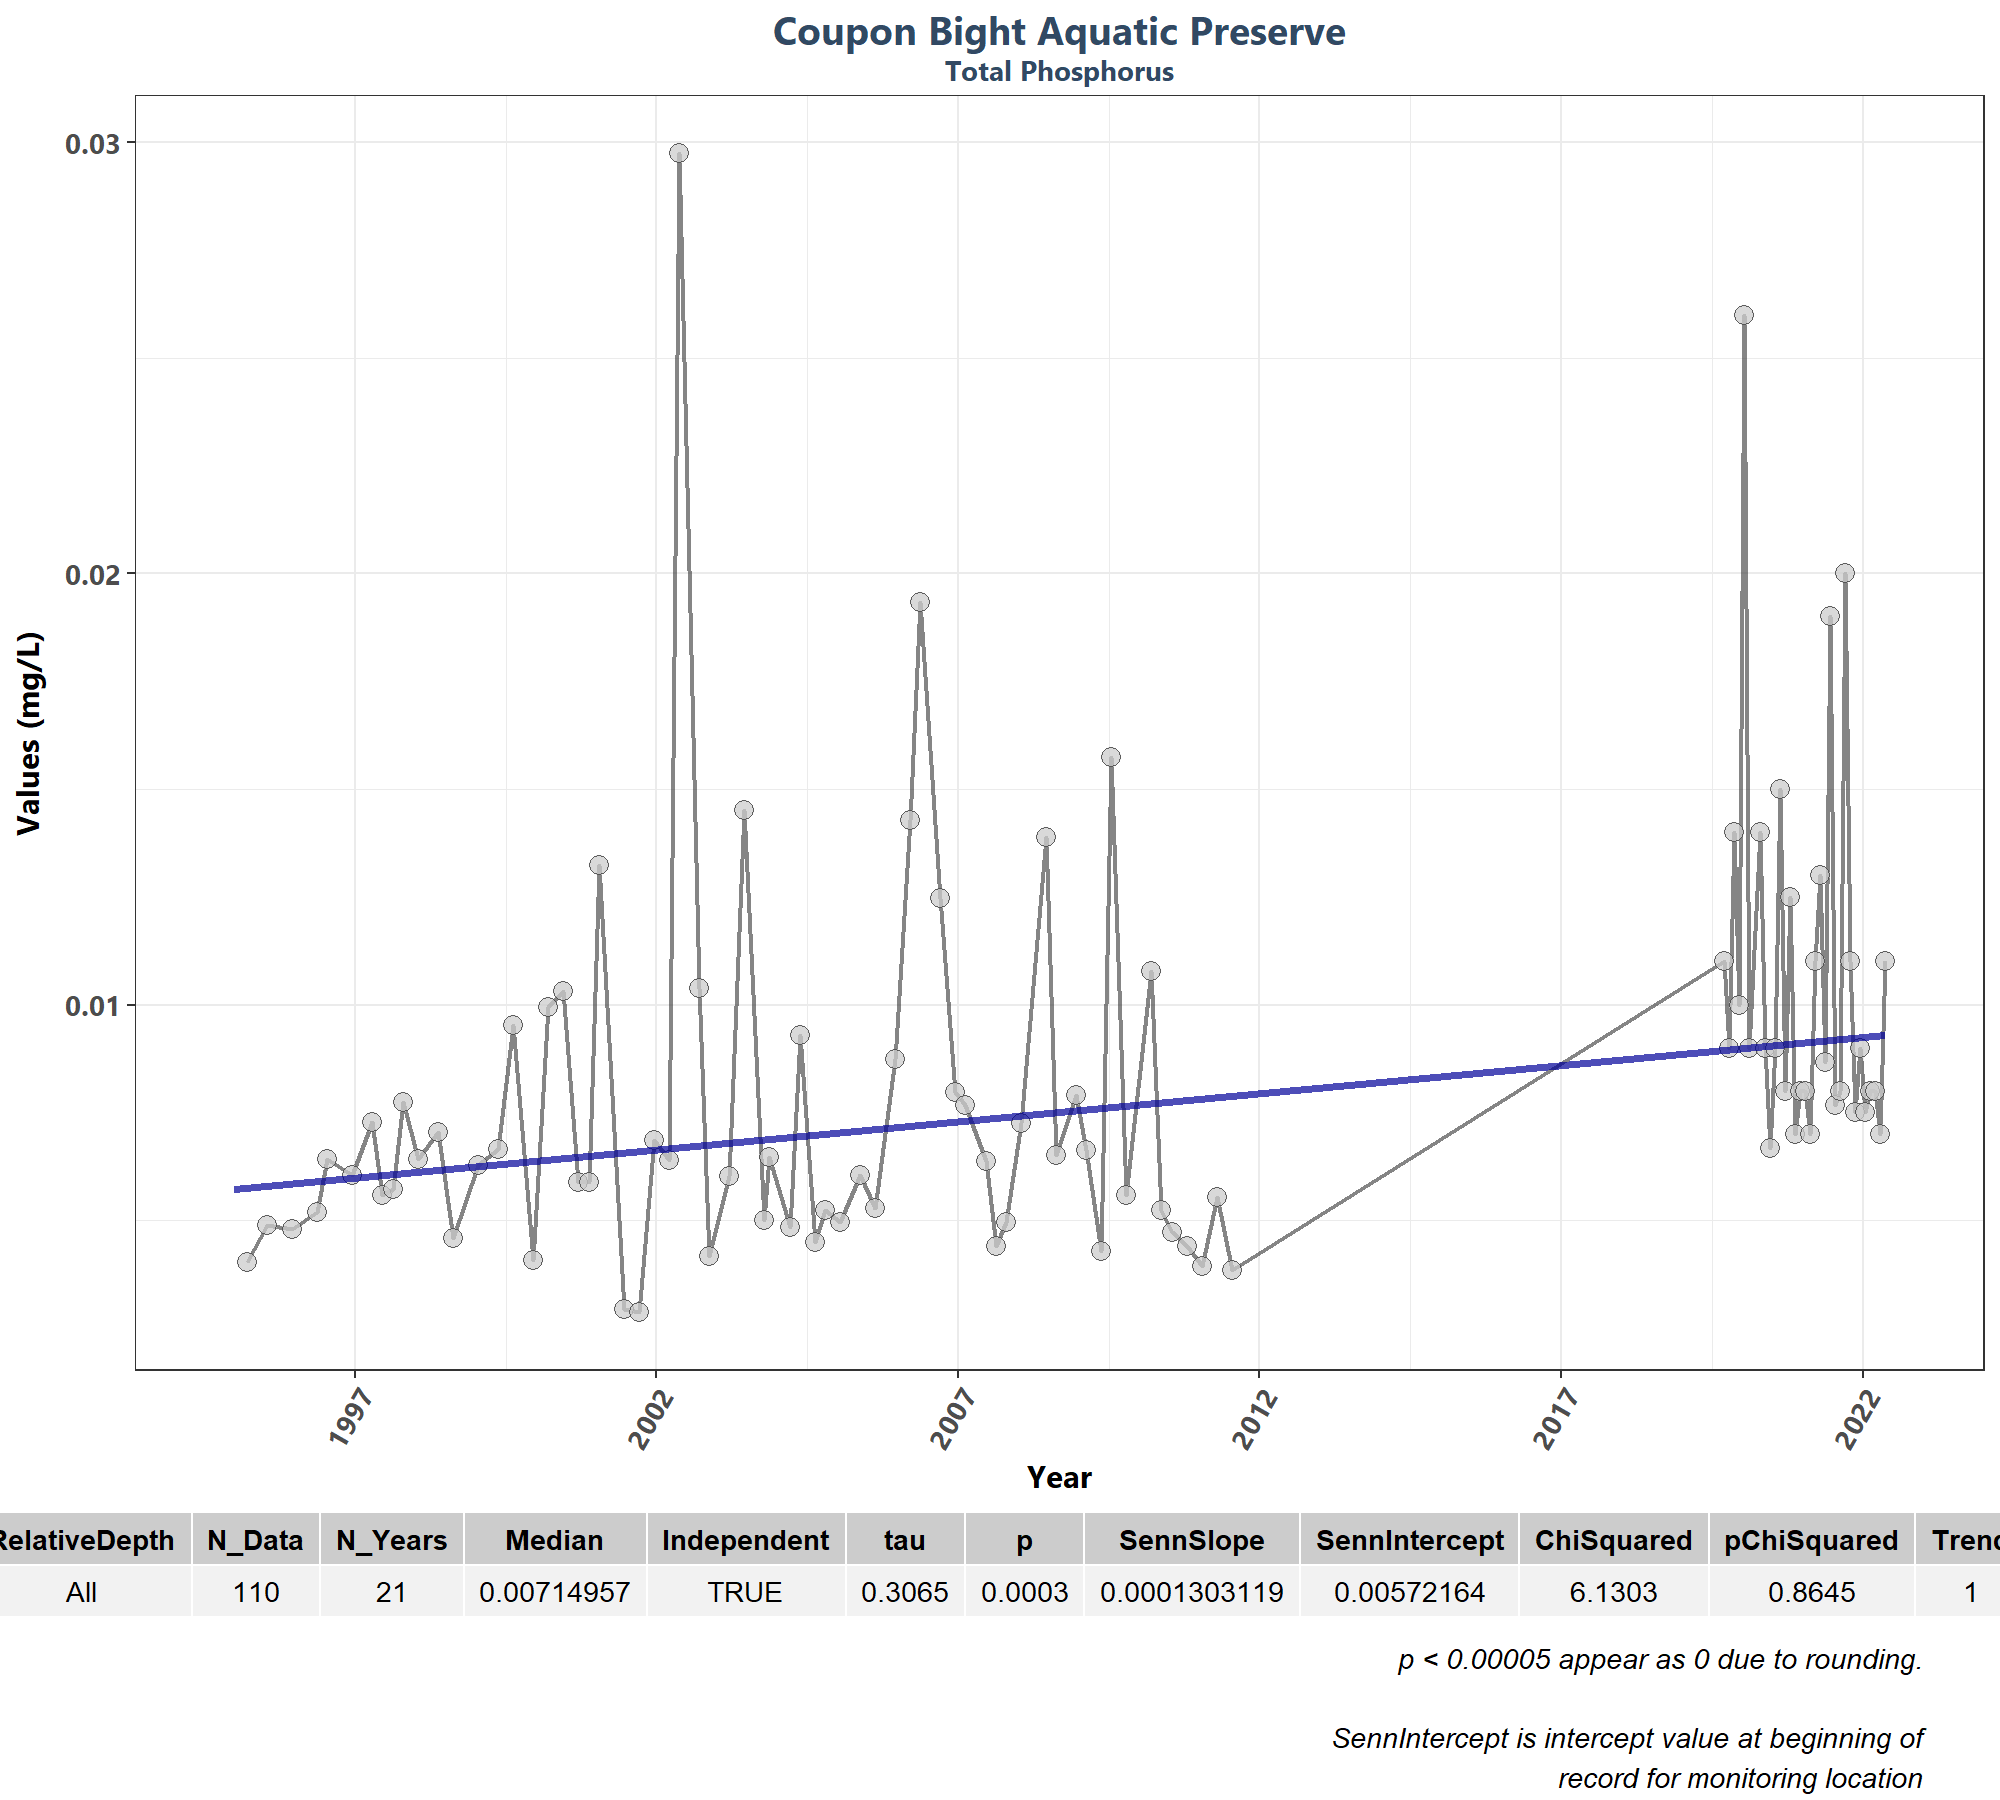 Coupon Bight Aquatic Preserve
Total Phosphorus
0.03
0.02
0.01
Values (mg/L)
1997 2002 2007 2012 2017 2022
Year
RelativeDepth N_Data N_Years Median Independent tau p SennSlope SennIntercept ChiSquared pChiSquared Trend
All 110 21 0.00714957 TRUE 0.3065 0.0003 0.0001303119 0.00572164 6.1303 0.8645 1
p < 0.00005 appear as 0 due to rounding.
SennIntercept is intercept value at beginning of
record for monitoring location